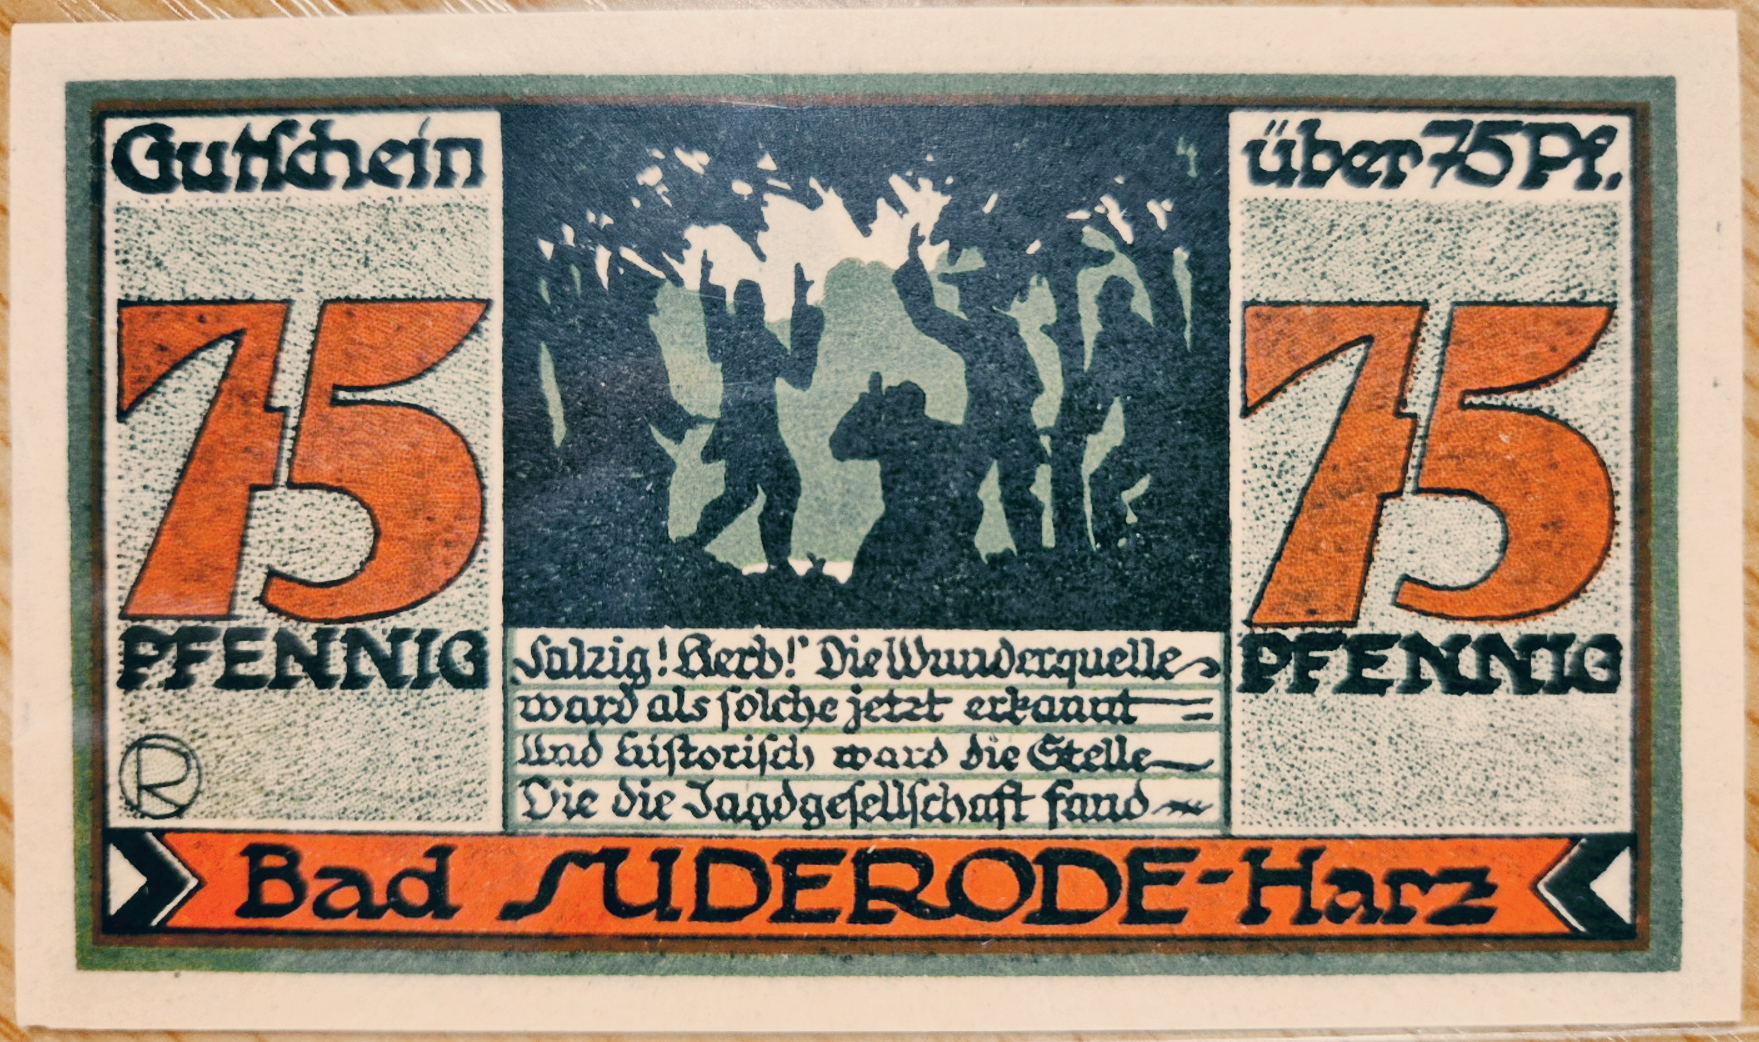 Gutschein
über 75 Pf.
75
75
PFENNIG
PFENNIG
Salzig! Herb!" Die Wunderquelle
ward als solche jetzt erkannt
Und historisch ward die Stelle
Die die Jagdgesellschaft fand
R
Bad SUDERODE-Harz